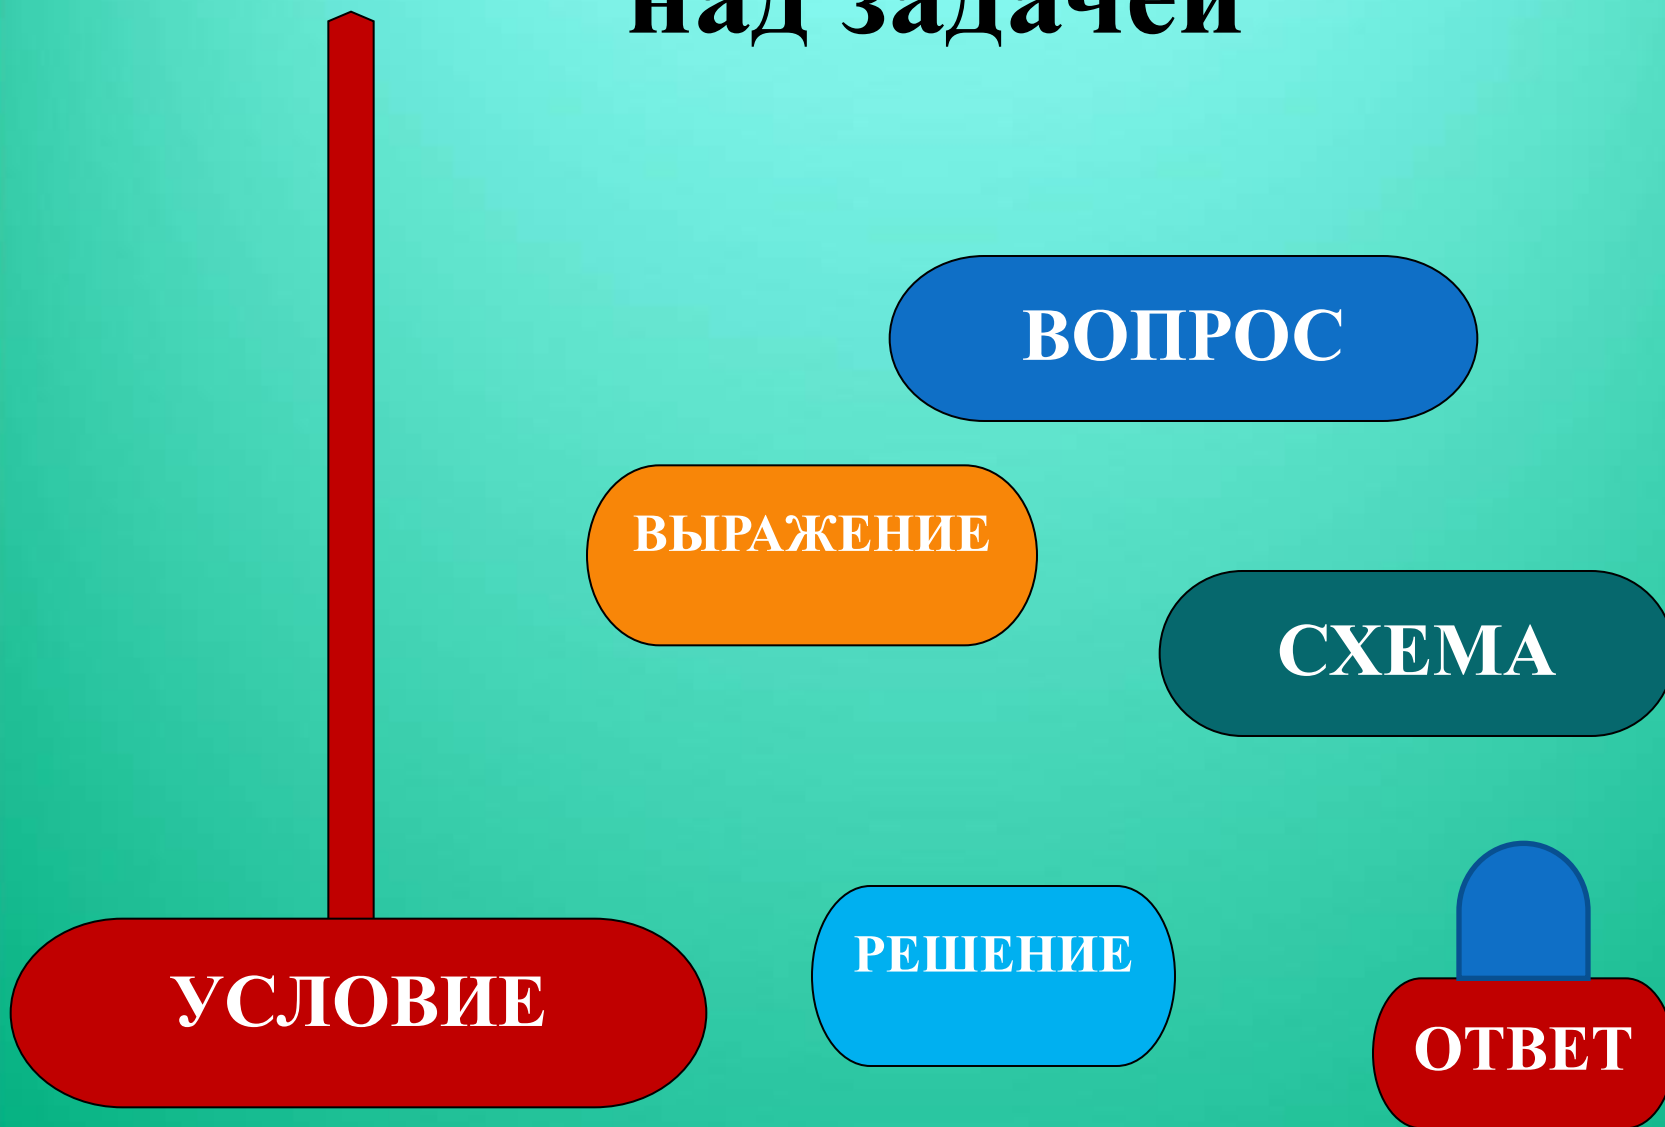 над задачей
ВОПРОС
ВЫРАЖЕНИЕ
СХЕМА
РЕШЕНИЕ
УСЛОВИЕ
ОТВЕТ